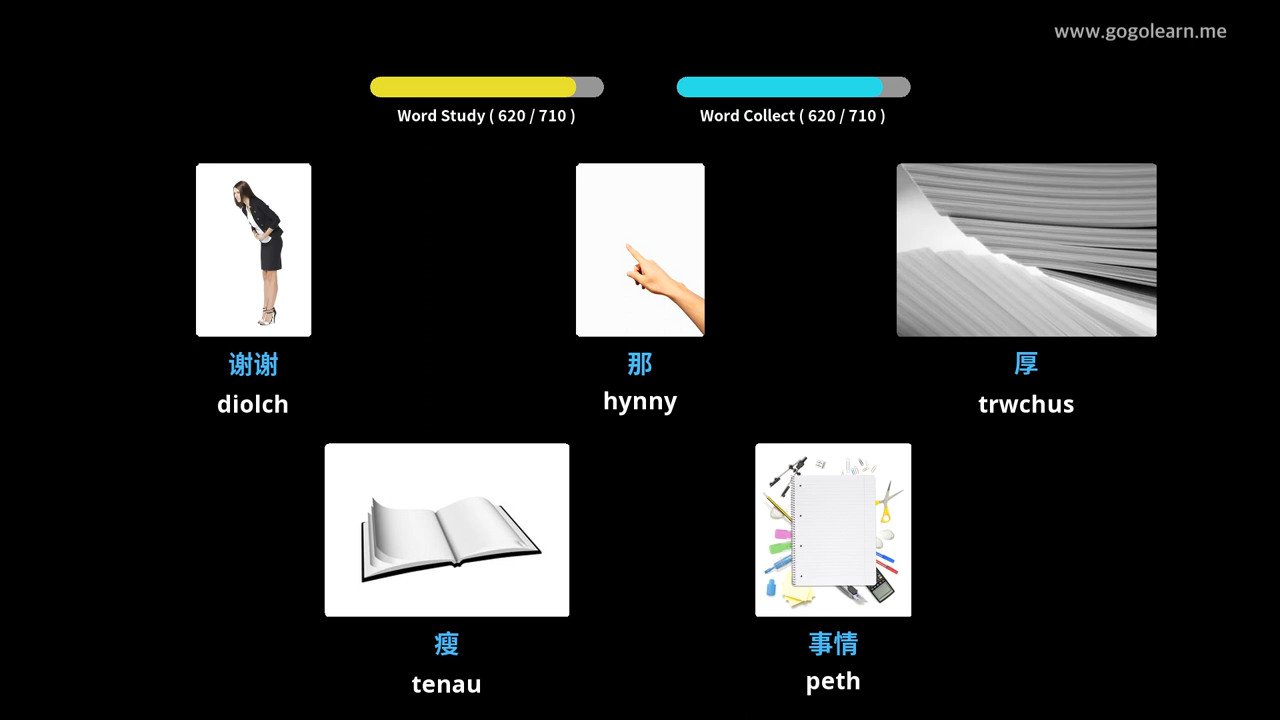 www.gogolearn.me
Word Study ( 620 / 710 )
Word Collect ( 620 / 710 )
谢谢
diolch
那
hynny
厚
trwchus
瘦
tenau
事情
peth